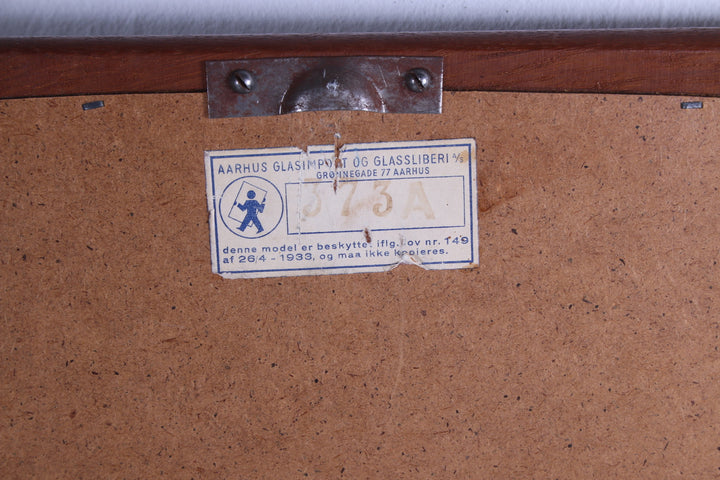 AARHUS GLASIMPORT OG GLASSLIBERI A/S
GRØNNEGADE 77 AARHUS
373A
denne model er beskyttet iflg. Lov nr. 149
af 26/4 - 1933, og maa ikke kopieres.